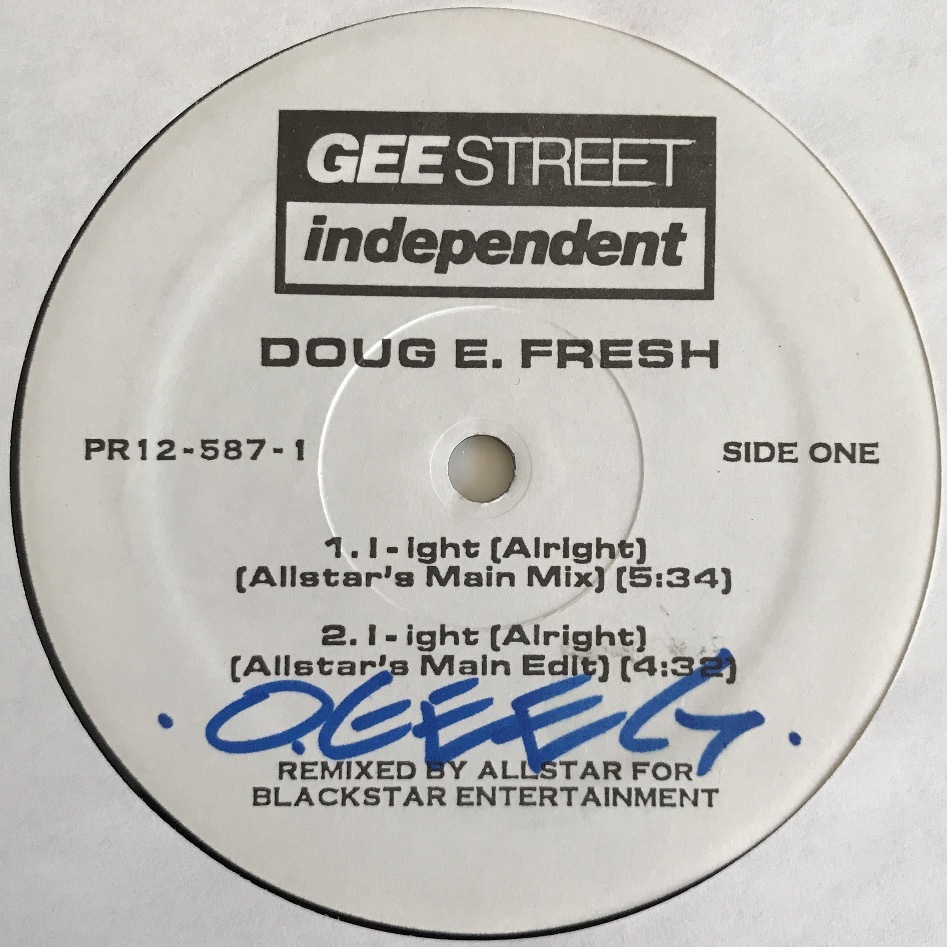 GEE STREET
independent
DOUG E. FRESH
PR12-587-1
SIDE ONE
1. I-ight (Alright)
(Allstar's Main Mix) (5:34)
2. I-ight (Alright)
(Allstar's Main Edit) (4:32)
REMIXED BY ALLSTAR FOR
BLACKSTAR ENTERTAINMENT